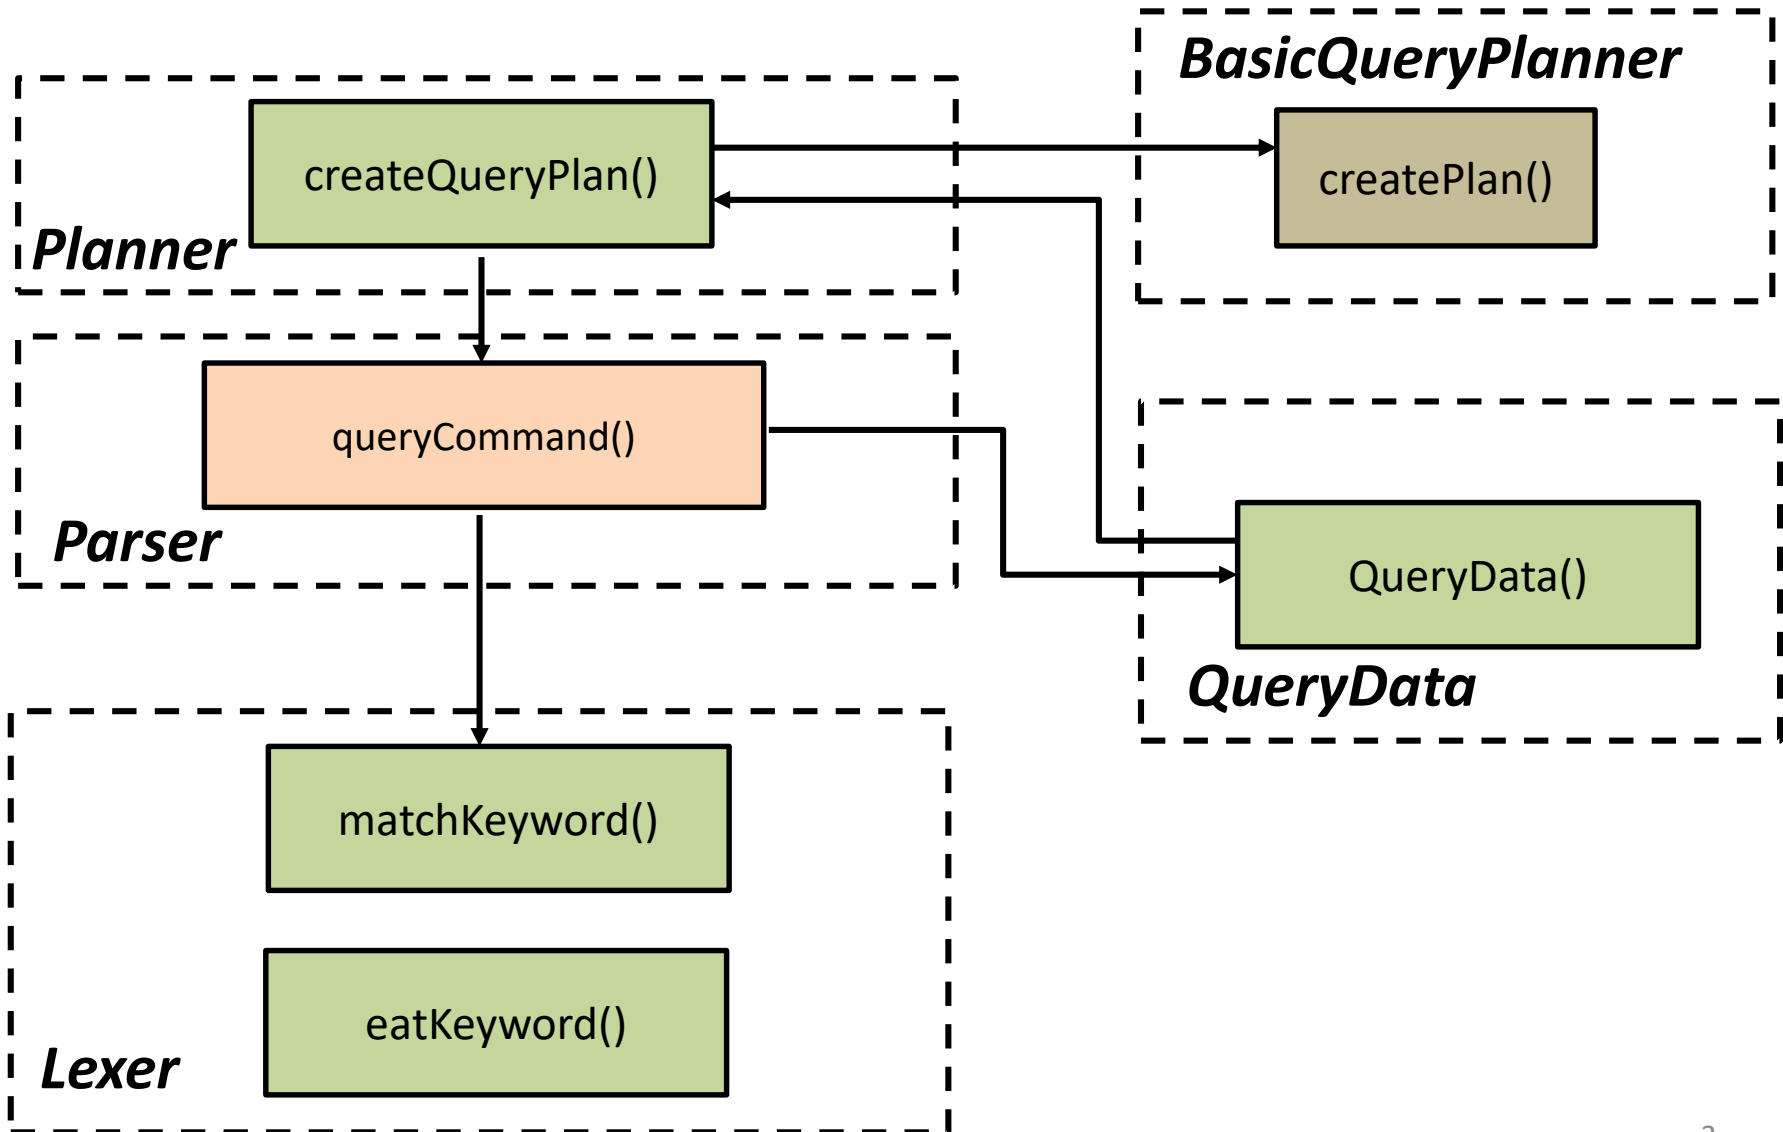 BasicQueryPlanner
createQueryPlan()
createPlan()
Planner
queryCommand()
Parser
QueryData()
QueryData
matchKeyword()
eatKeyword()
Lexer